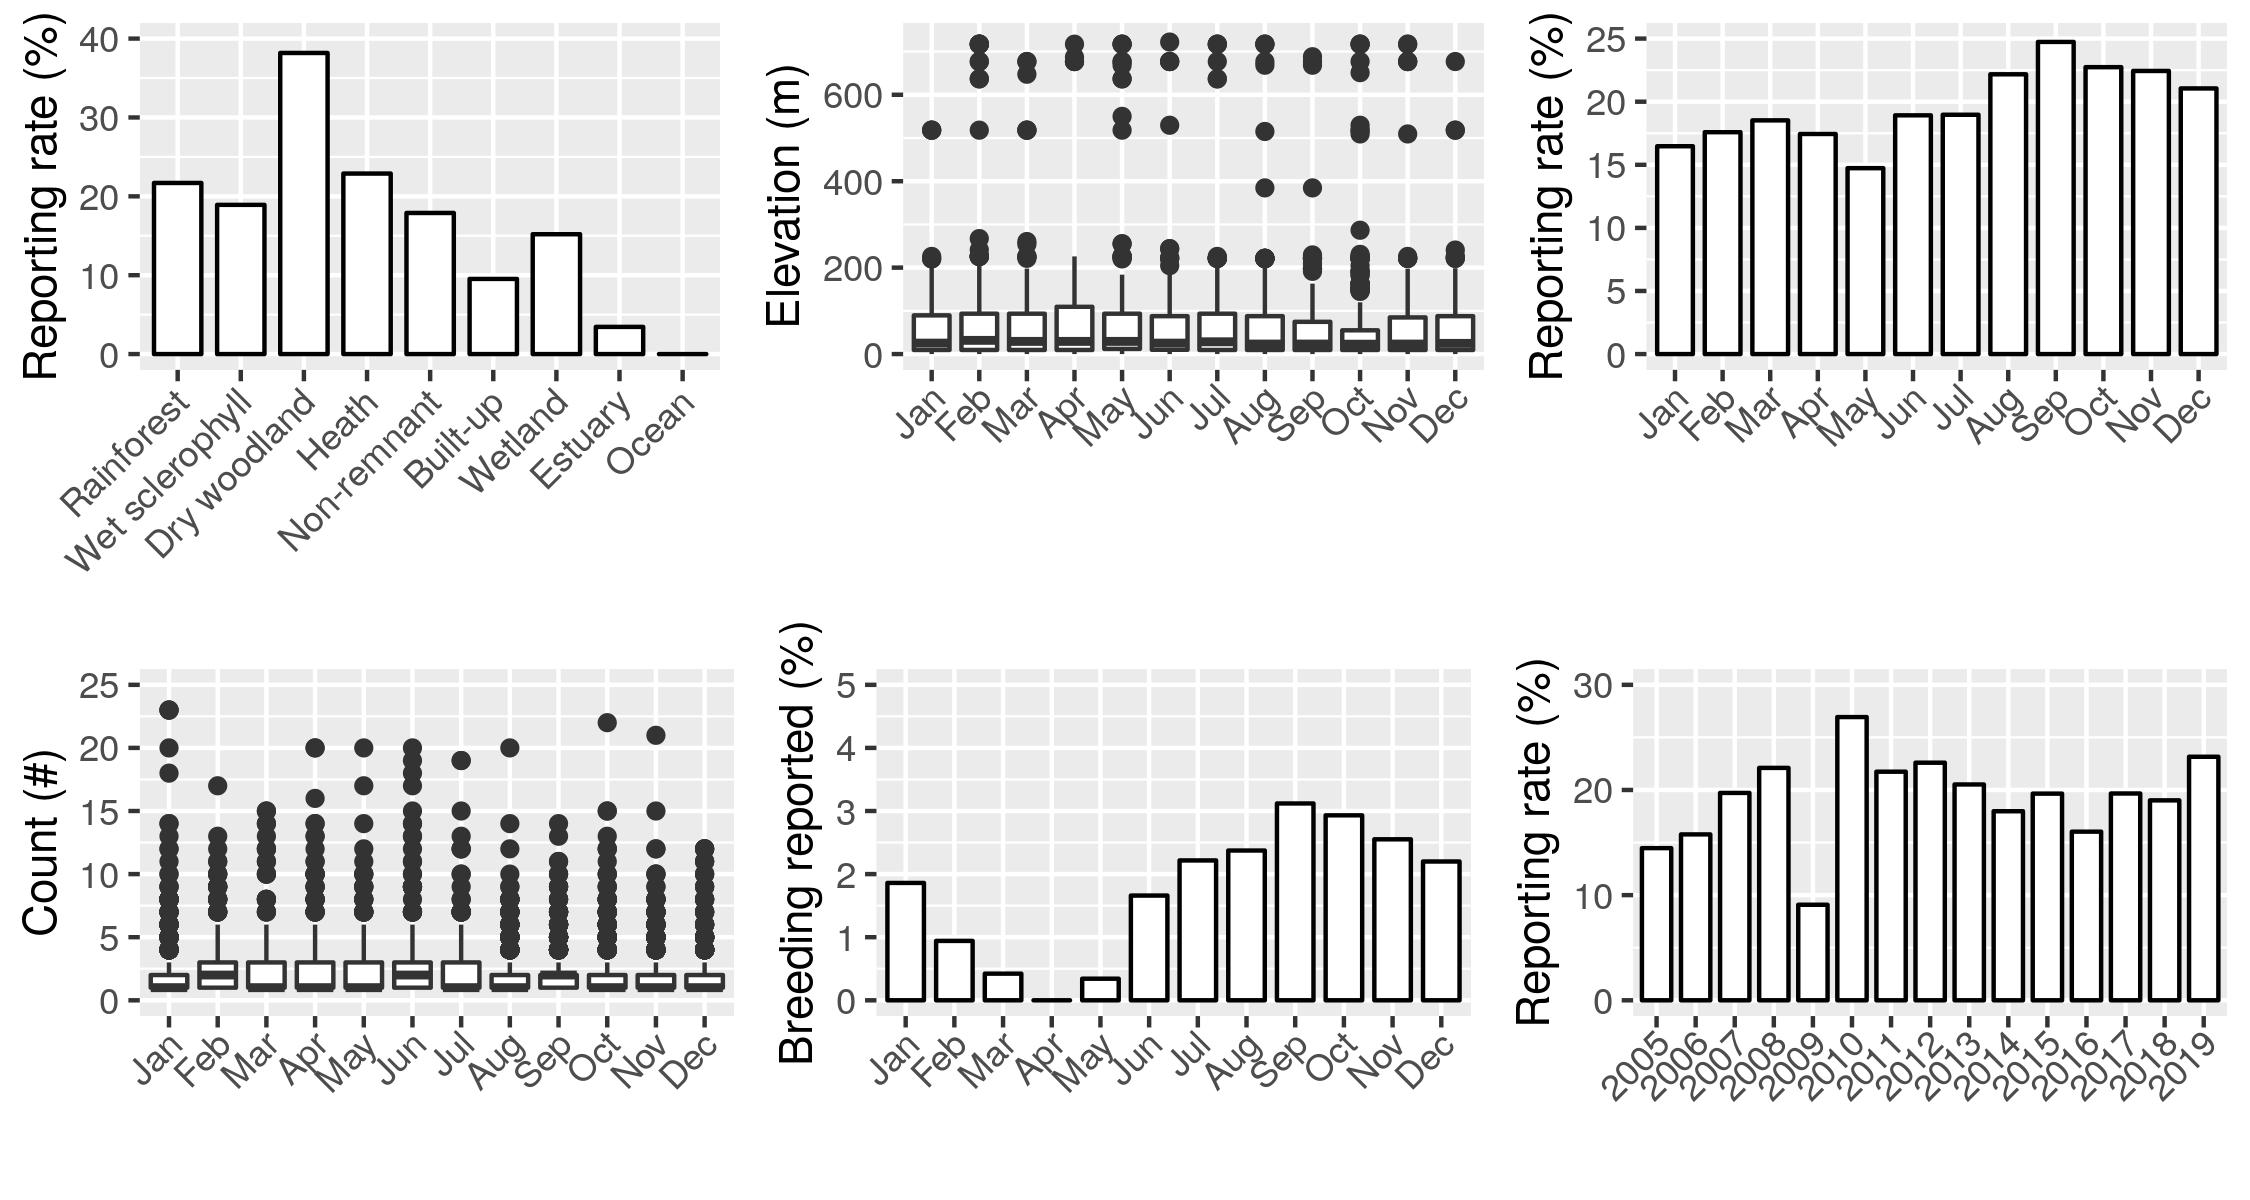 Reporting rate (%)
40
30
20
10
0
Rainforest
Wet sclerophyll
Dry woodland
Heath
Non-remnant
Built-up
Wetland
Estuary
Ocean
Elevation (m)
600
400
200
0
Jan
Feb
Mar
Apr
May
Jun
Jul
Aug
Sep
Oct
Nov
Dec
Reporting rate (%)
25
20
15
10
5
0
Jan
Feb
Mar
Apr
May
Jun
Jul
Aug
Sep
Oct
Nov
Dec
Count (#)
25
20
15
10
5
0
Jan
Feb
Mar
Apr
May
Jun
Jul
Aug
Sep
Oct
Nov
Dec
Breeding reported (%)
5
4
3
2
1
0
Jan
Feb
Mar
Apr
May
Jun
Jul
Aug
Sep
Oct
Nov
Dec
Reporting rate (%)
30
20
10
0
2005
2006
2007
2008
2009
2010
2011
2012
2013
2014
2015
2016
2017
2018
2019